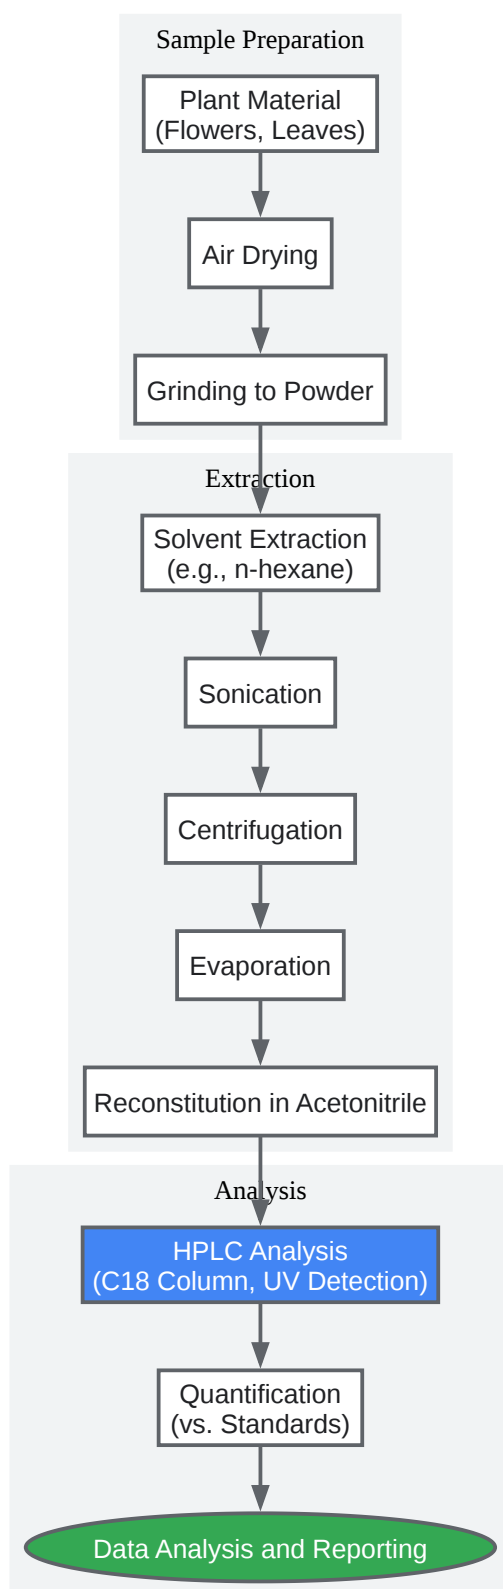 Sample Preparation
Plant Material
(Flowers, Leaves)
Air Drying
Grinding to Powder
Extraction
Solvent Extraction
(e.g., n-hexane)
Sonication
Centrifugation
Evaporation
Reconstitution in Acetonitrile
Analysis
HPLC Analysis
(C18 Column, UV Detection)
Quantification
(vs. Standards)
Data Analysis and Reporting